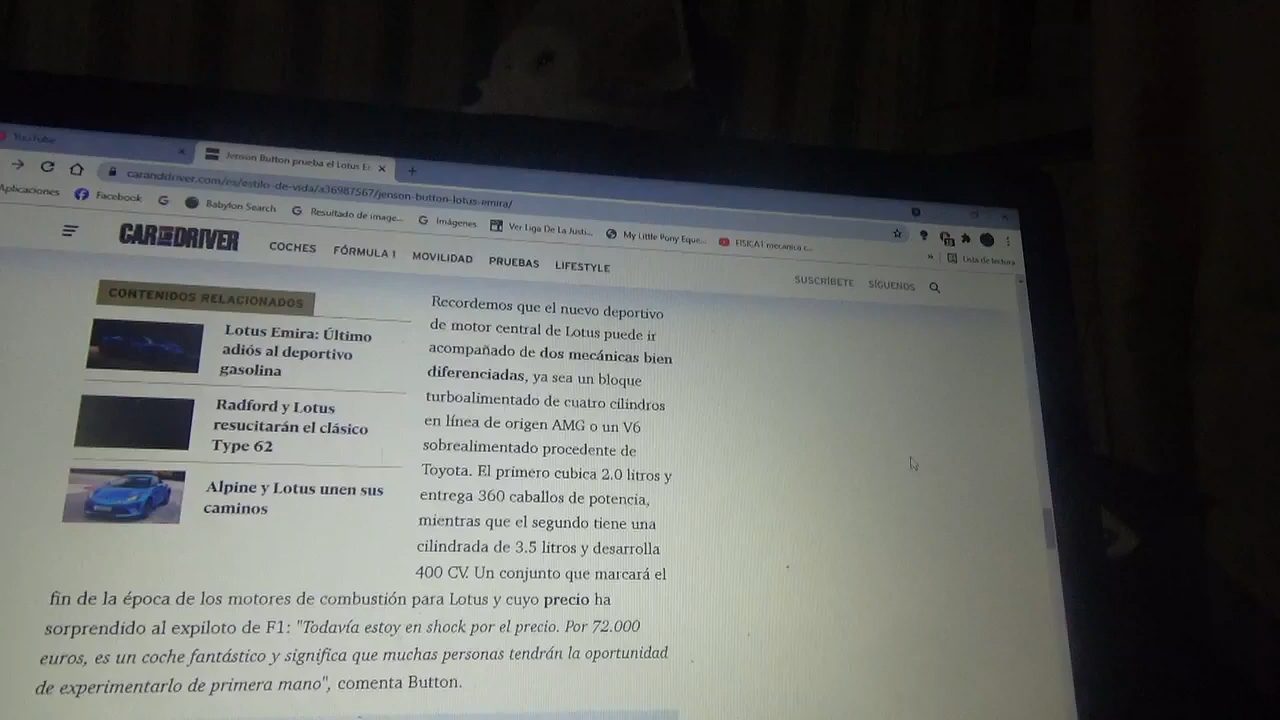 YouTube
Jenson Button prueba el Lotus E
caranddriver.com/es/estilo-de-vida/a36987567/jenson-button-lotus-emira/
Aplicaciones Facebook Babylon Search Resultado de image... Imágenes Ver Liga De La Justi... My Little Pony Eque... FISICA1 mecanica c...
» Lista de lectura
CAR AND DRIVER COCHES FÓRMULA 1 MOVILIDAD PRUEBAS LIFESTYLE SUSCRÍBETE SÍGUENOS
CONTENIDOS RELACIONADOS
Lotus Emira: Último
adiós al deportivo
gasolina
Radford y Lotus
resucitarán el clásico
Type 62
Alpine y Lotus unen sus
caminos
Recordemos que el nuevo deportivo
de motor central de Lotus puede ir
acompañado de dos mecánicas bien
diferenciadas, ya sea un bloque
turboalimentado de cuatro cilindros
en línea de origen AMG o un V6
sobrealimentado procedente de
Toyota. El primero cubica 2.0 litros y
entrega 360 caballos de potencia,
mientras que el segundo tiene una
cilindrada de 3.5 litros y desarrolla
400 CV. Un conjunto que marcará el
fin de la época de los motores de combustión para Lotus y cuyo precio ha
sorprendido al expiloto de F1: "Todavía estoy en shock por el precio. Por 72.000
euros, es un coche fantástico y significa que muchas personas tendrán la oportunidad
de experimentarlo de primera mano", comenta Button.